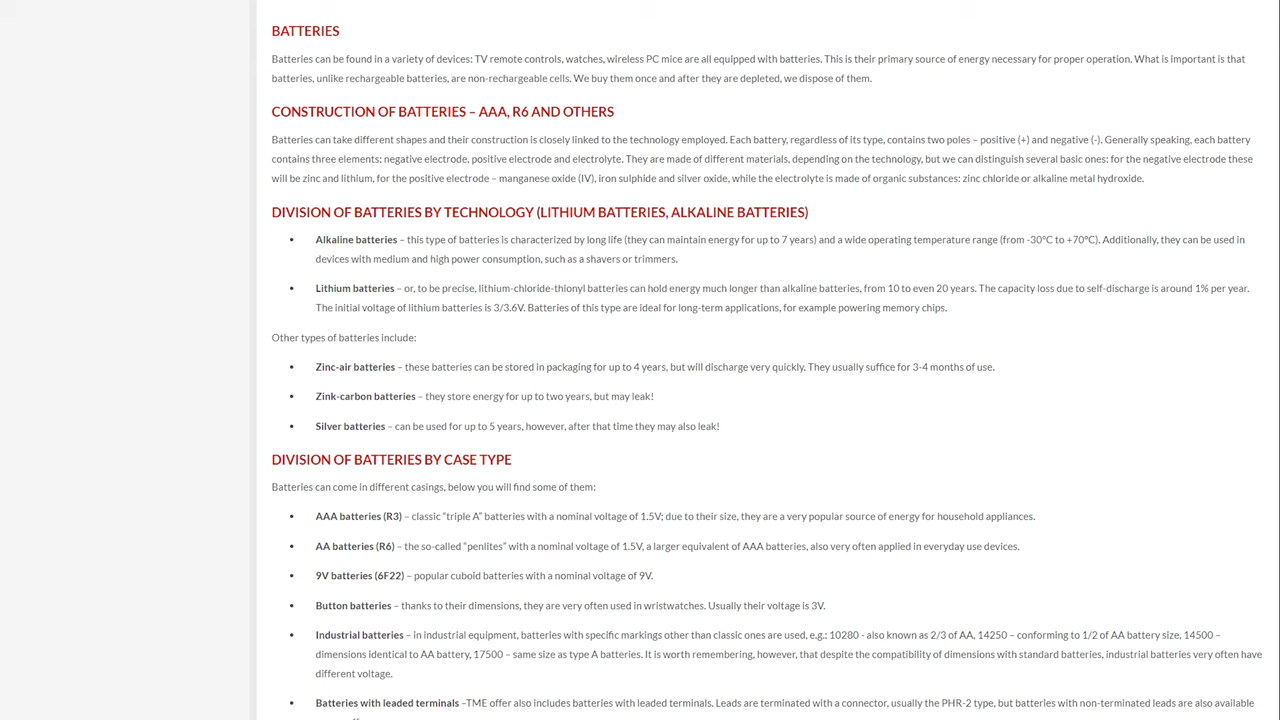 BATTERIES
Batteries can be found in a variety of devices: TV remote controls, watches, wireless PC mice are all equipped with batteries. This is their primary source of energy necessary for proper operation. What is important is that
batteries, unlike rechargeable batteries, are non-rechargeable cells. We buy them once and after they are depleted, we dispose of them.
CONSTRUCTION OF BATTERIES – AAA, R6 AND OTHERS
Batteries can take different shapes and their construction is closely linked to the technology employed. Each battery, regardless of its type, contains two poles – positive (+) and negative (-). Generally speaking, each battery
contains three elements: negative electrode, positive electrode and electrolyte. They are made of different materials, depending on the technology, but we can distinguish several basic ones: for the negative electrode these
will be zinc and lithium, for the positive electrode – manganese oxide (IV), iron sulphide and silver oxide, while the electrolyte is made of organic substances: zinc chloride or alkaline metal hydroxide.
DIVISION OF BATTERIES BY TECHNOLOGY (LITHIUM BATTERIES, ALKALINE BATTERIES)
• Alkaline batteries – this type of batteries is characterized by long life (they can maintain energy for up to 7 years) and a wide operating temperature range (from -30°C to +70°C). Additionally, they can be used in
devices with medium and high power consumption, such as a shavers or trimmers.
• Lithium batteries – or, to be precise, lithium-chloride-thionyl batteries can hold energy much longer than alkaline batteries, from 10 to even 20 years. The capacity loss due to self-discharge is around 1% per year.
The initial voltage of lithium batteries is 3/3.6V. Batteries of this type are ideal for long-term applications, for example powering memory chips.
Other types of batteries include:
• Zinc-air batteries – these batteries can be stored in packaging for up to 4 years, but will discharge very quickly. They usually suffice for 3-4 months of use.
• Zink-carbon batteries – they store energy for up to two years, but may leak!
• Silver batteries – can be used for up to 5 years, however, after that time they may also leak!
DIVISION OF BATTERIES BY CASE TYPE
Batteries can come in different casings, below you will find some of them:
• AAA batteries (R3) – classic “triple A” batteries with a nominal voltage of 1.5V; due to their size, they are a very popular source of energy for household appliances.
• AA batteries (R6) – the so-called “penlites” with a nominal voltage of 1.5V, a larger equivalent of AAA batteries, also very often applied in everyday use devices.
• 9V batteries (6F22) – popular cuboid batteries with a nominal voltage of 9V.
• Button batteries – thanks to their dimensions, they are very often used in wristwatches. Usually their voltage is 3V.
• Industrial batteries – in industrial equipment, batteries with specific markings other than classic ones are used, e.g.: 10280 - also known as 2/3 of AA, 14250 – conforming to 1/2 of AA battery size, 14500 –
dimensions identical to AA battery, 17500 – same size as type A batteries. It is worth remembering, however, that despite the compatibility of dimensions with standard batteries, industrial batteries very often have
different voltage.
• Batteries with leaded terminals –TME offer also includes batteries with leaded terminals. Leads are terminated with a connector, usually the PHR-2 type, but batteries with non-terminated leads are also available